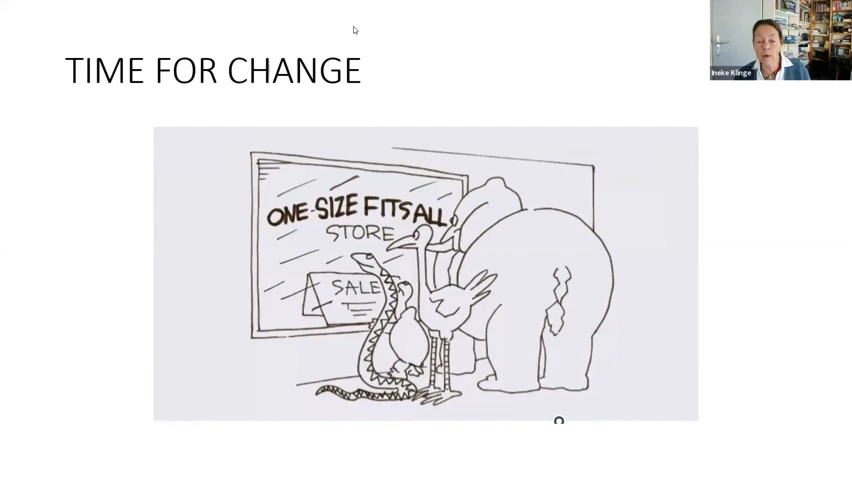 TIME FOR CHANGE
Ineke Klinge
ONE-SIZE FITS ALL
STORE
SALE